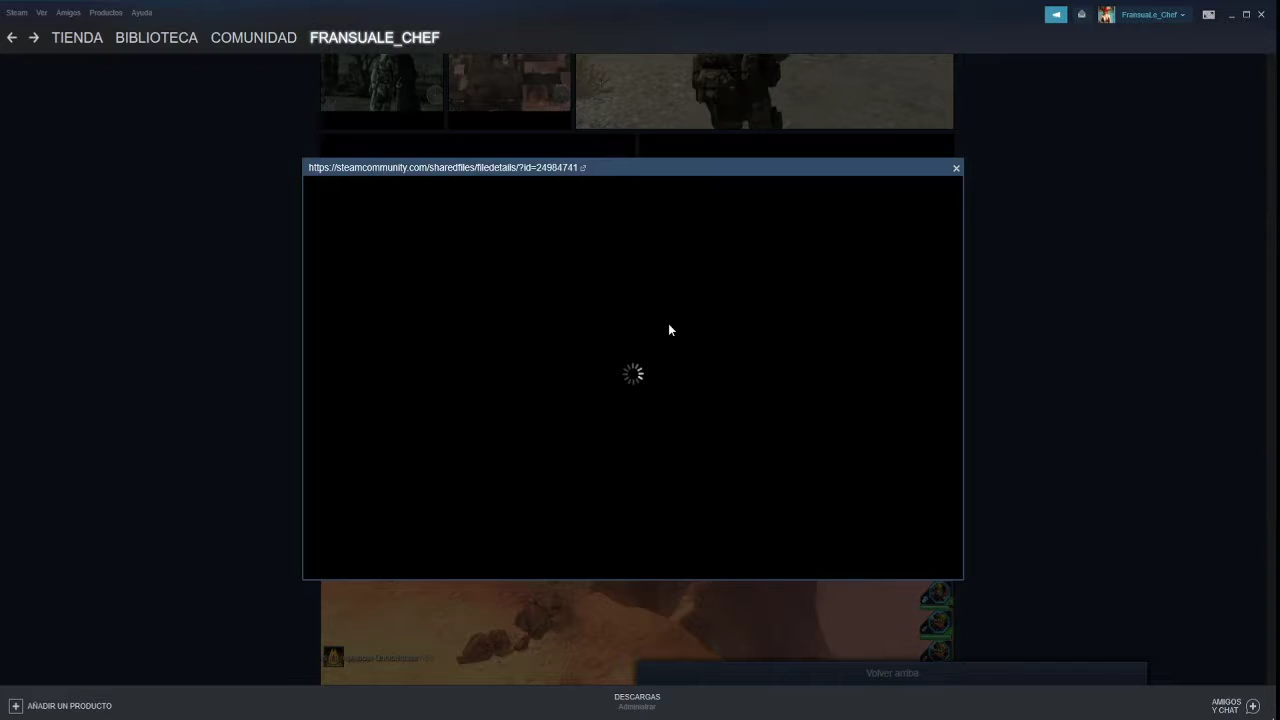 Steam Ver Amigos Productos Ayuda
FransuaLe_Chef
TIENDA BIBLIOTECA COMUNIDAD FRANSUALE_CHEF
https://steamcommunity.com/sharedfiles/filedetails/?id=24984741
Volver arriba
AÑADIR UN PRODUCTO
DESCARGAS
Administrar
AMIGOS
Y CHAT